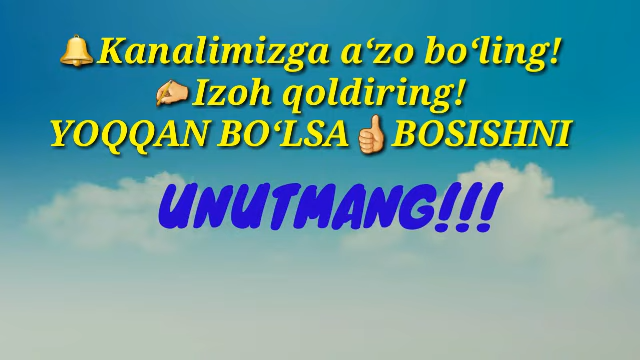 🔔Kanalimizga a‘zo bo‘ling!
✍🏼Izoh qoldiring!
YOQQAN BO‘LSA👍🏼BOSISHNI
UNUTMANG!!!